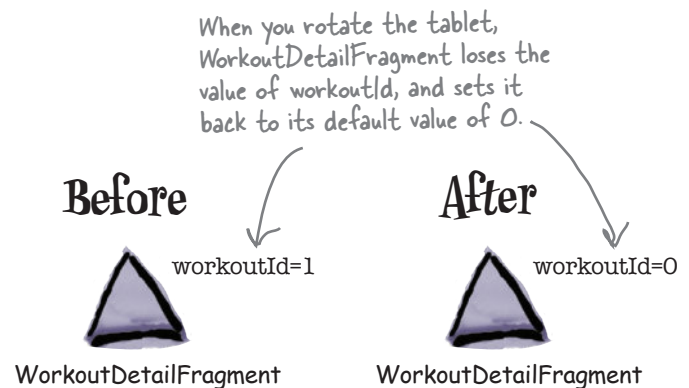 When you rotate the tablet,
WorkoutDetailFragment loses the
value of workoutId, and sets it
back to its default value of 0.
Before
After
workoutId=1
workoutId=0
WorkoutDetailFragment
WorkoutDetailFragment